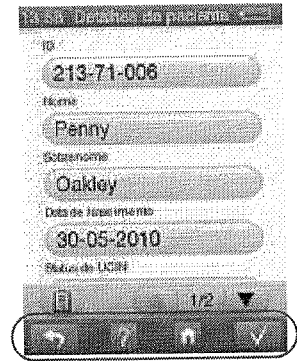 Detalhes do paciente
ID
213-71-006
Nome
Penny
Sobrenome
Oakley
Data de Nascimento
30-05-2010
Status de UCIN
1/2